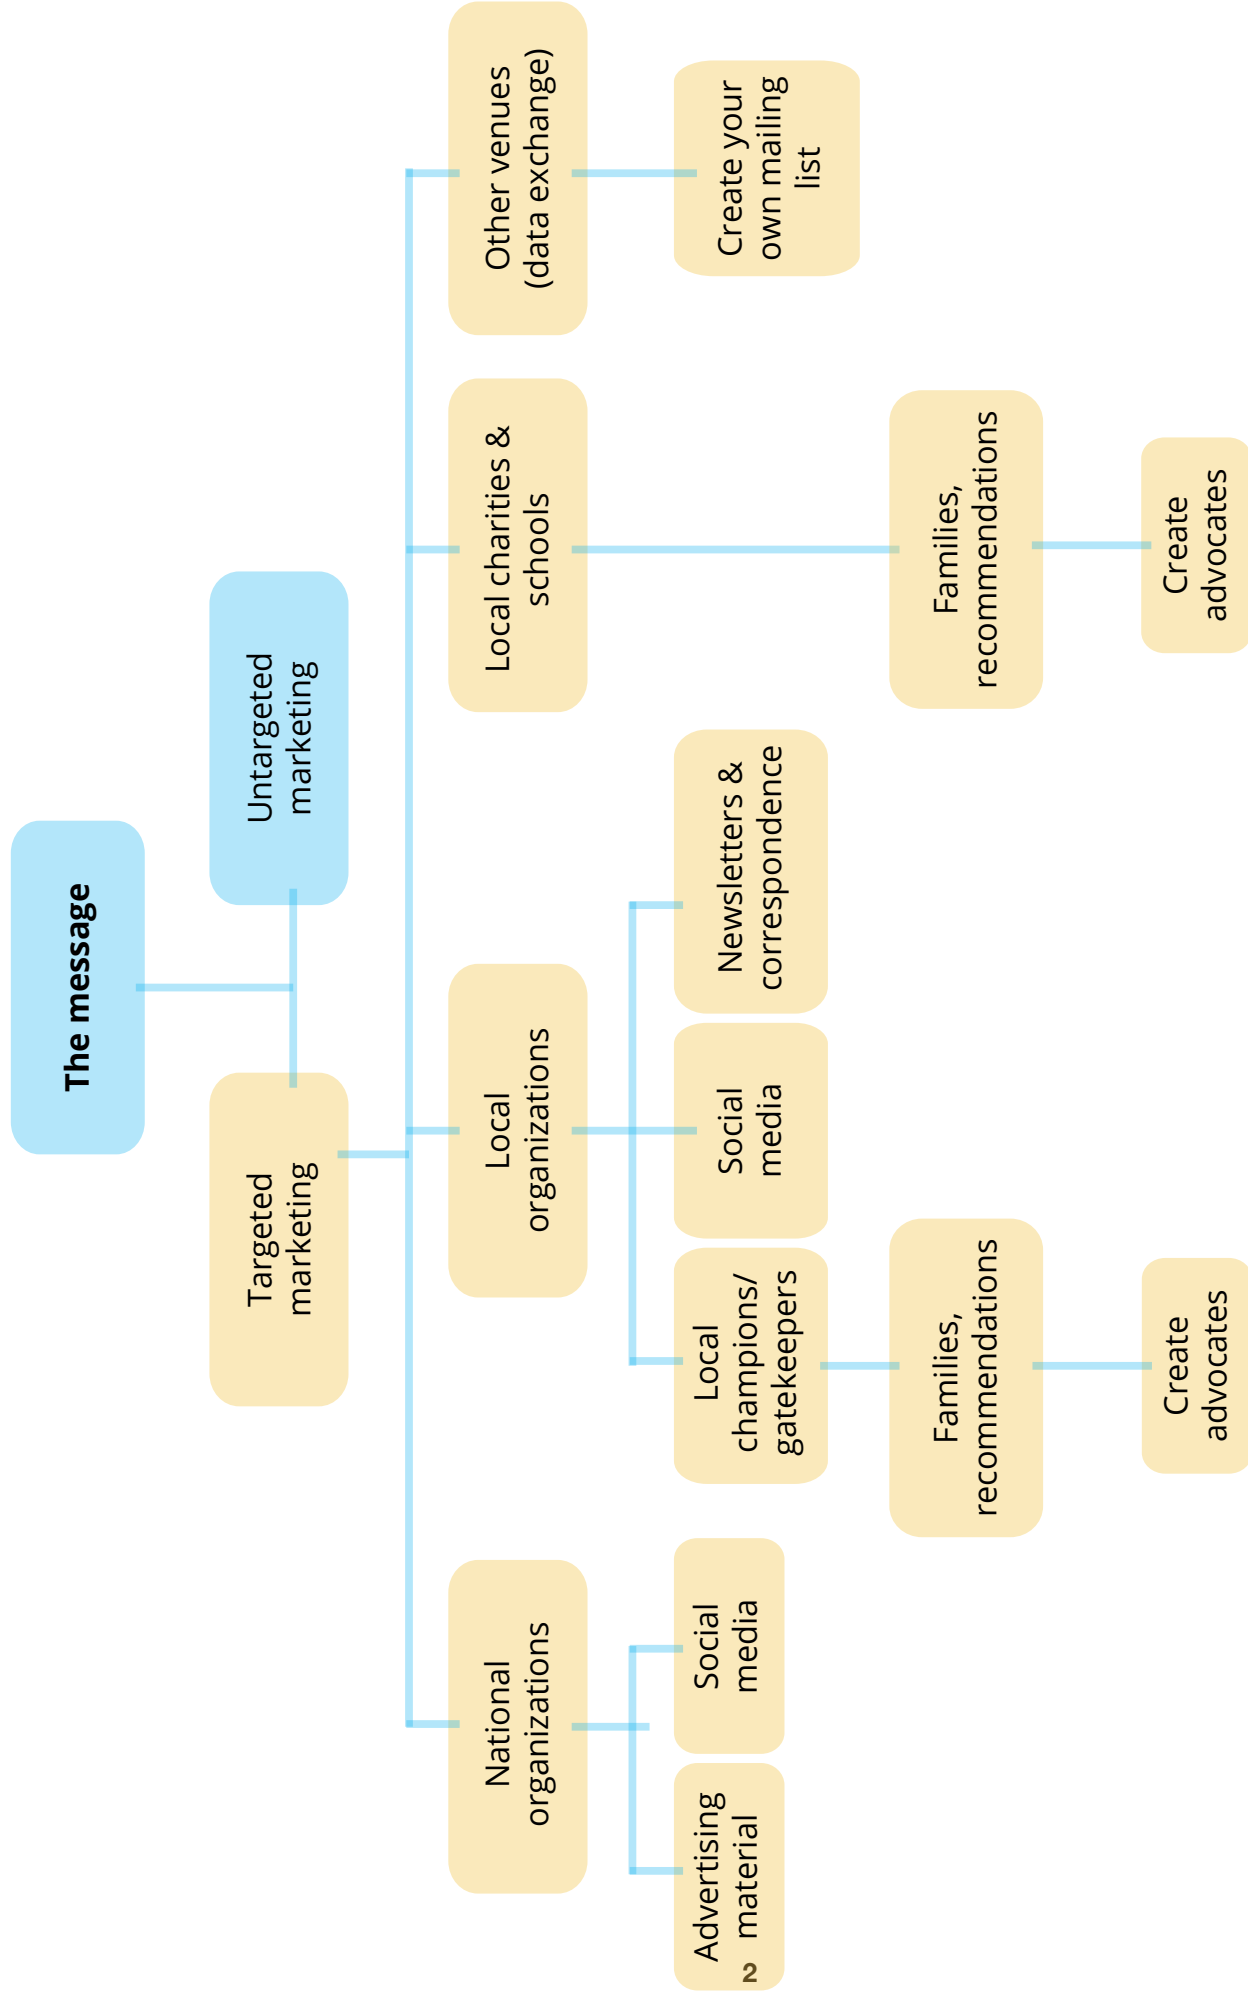 The message
Targeted
marketing
Untargeted
marketing
National
organizations
Local
organizations
Local charities &
schools
Other venues
(data exchange)
Advertising
material
Social
media
Local
champions/
gatekeepers
Social
media
Newsletters &
correspondence
Create your
own mailing
list
Families,
recommendations
Families,
recommendations
Create
advocates
Create
advocates
2